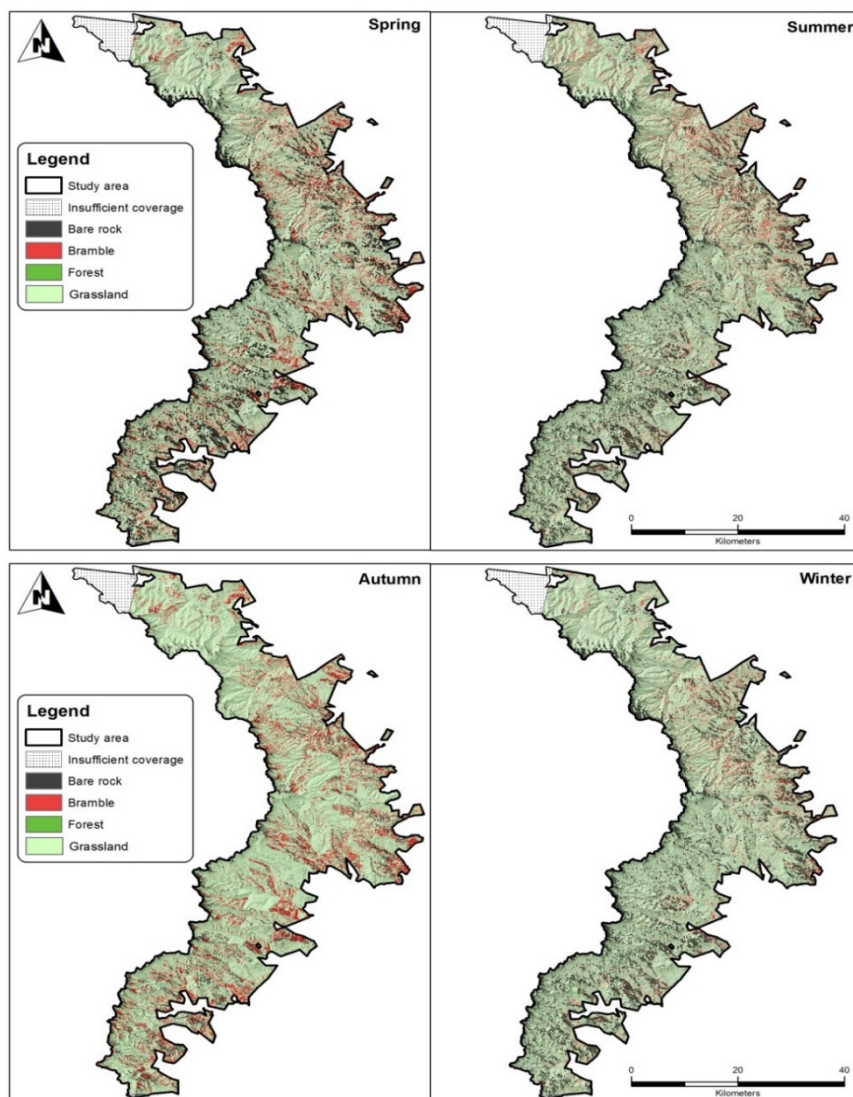 Spring
Summer
N
Legend
Study area
Insufficient coverage
Bare rock
Bramble
Forest
Grassland
0 20 40
Kilometers
Autumn
Winter
N
Legend
Study area
Insufficient coverage
Bare rock
Bramble
Forest
Grassland
0 20 40
Kilometers